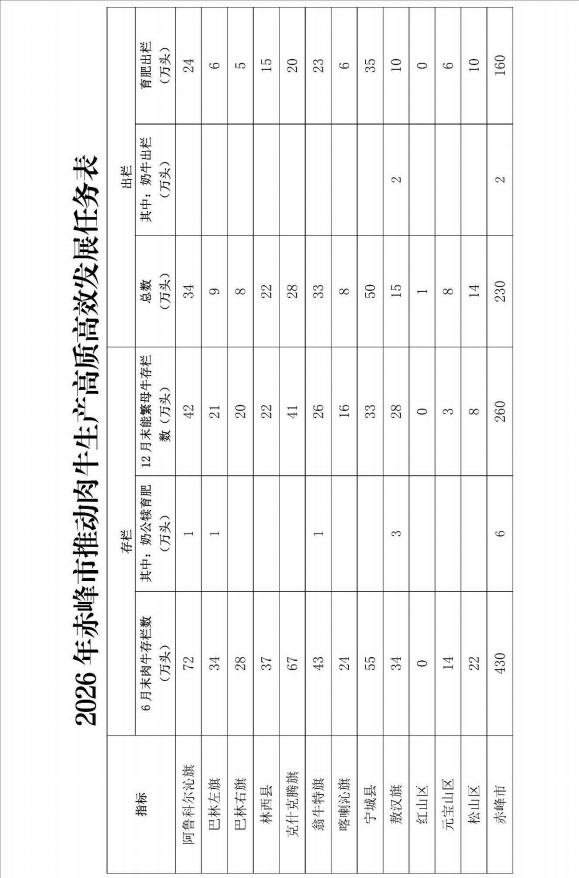 2026年赤峰市推动肉牛生产高质高效发展任务表
指标 存栏 出栏
6月末肉牛存栏数（万头） 其中：奶公犊育肥（万头） 12月末能繁母牛存栏数（万头） 总数（万头） 其中：奶牛出栏（万头） 育肥出栏（万头）
阿鲁科尔沁旗 72 1 42 34 24
巴林左旗 34 1 21 9 6
巴林右旗 28 20 8 5
林西县 37 22 22 15
克什克腾旗 67 41 28 20
翁牛特旗 43 1 26 33 23
喀喇沁旗 24 16 8 6
宁城县 55 33 50 35
敖汉旗 34 3 28 15 2 10
红山区 0 0 1 0
元宝山区 14 3 8 6
松山区 22 8 14 10
赤峰市 430 6 260 230 2 160